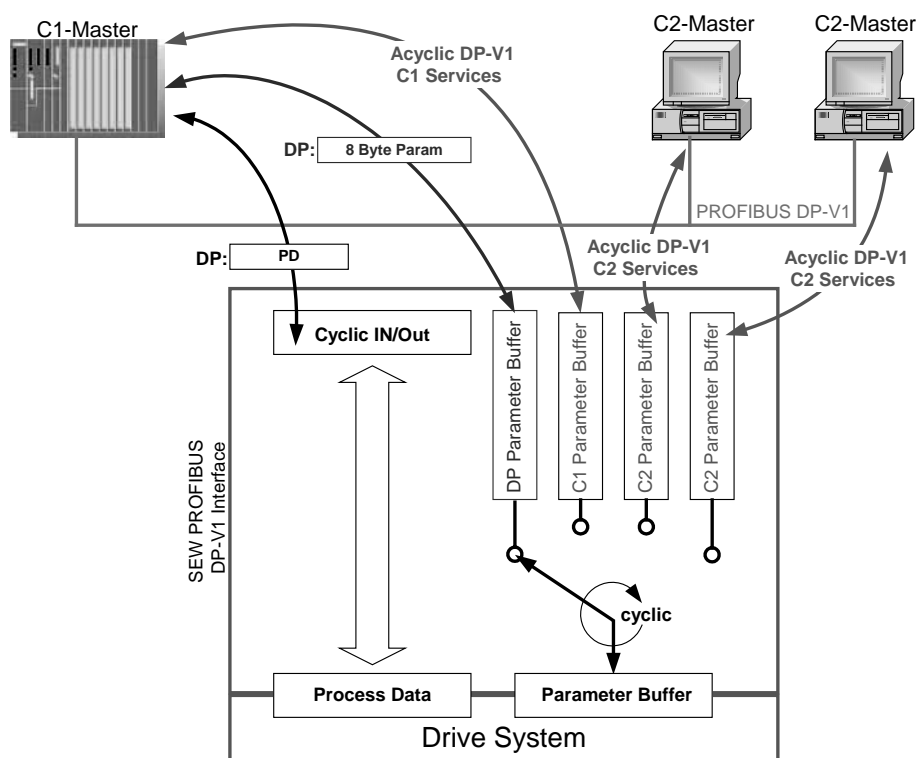 C1-Master
C2-Master
C2-Master
Acyclic DP-V1
C1 Services
DP:
8 Byte Param
PROFIBUS DP-V1
DP:
PD
Acyclic DP-V1
C2 Services
Acyclic DP-V1
C2 Services
Cyclic IN/Out
DP Parameter Buffer
C1 Parameter Buffer
C2 Parameter Buffer
C2 Parameter Buffer
SEW PROFIBUS
DP-V1 Interface
cyclic
Process Data
Parameter Buffer
Drive System